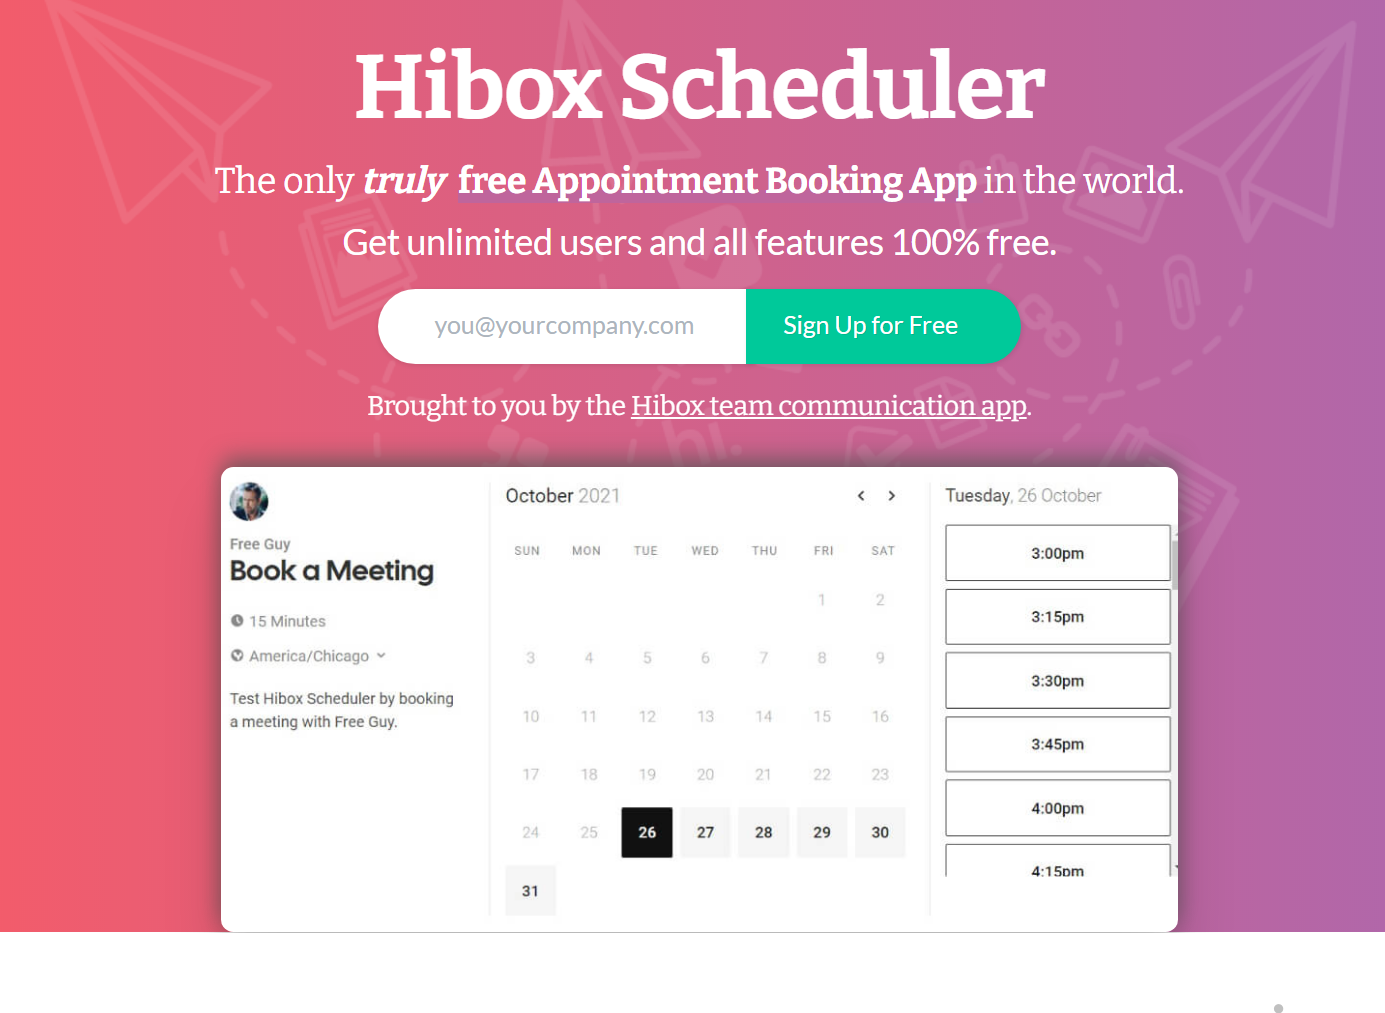 Hibox Scheduler
The only truly free Appointment Booking App in the world.
Get unlimited users and all features 100% free.
you@yourcompany.com
Sign Up for Free
Brought to you by the Hibox team communication app.
hi.
Free Guy
Book a Meeting
15 Minutes
America/Chicago
Test Hibox Scheduler by booking
a meeting with Free Guy.
October 2021
SUN MON TUE WED THU FRI SAT
1 2
3 4 5 6 7 8 9
10 11 12 13 14 15 16
17 18 19 20 21 22 23
24 25 26 27 28 29 30
31
Tuesday, 26 October
3:00pm
3:15pm
3:30pm
3:45pm
4:00pm
4:15pm